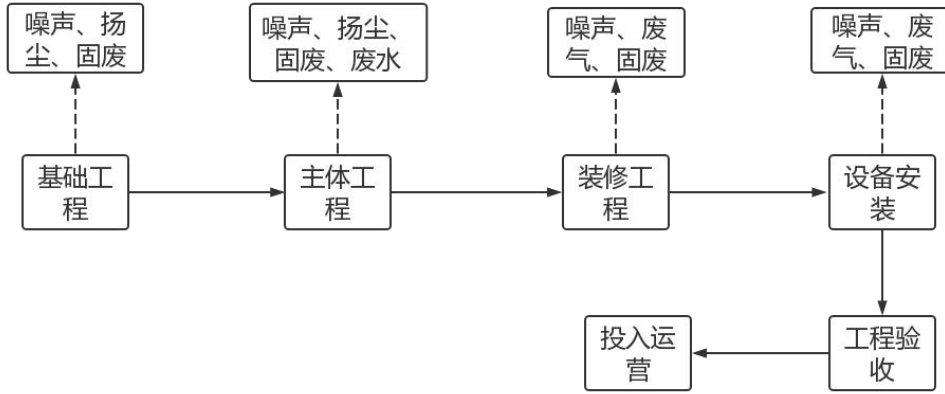 噪声、扬
尘、固废
噪声、扬尘、
固废、废水
噪声、废
气、固废
噪声、废
气、固废
基础工
程
主体工
程
装修工
程
设备安
装
投入运
营
工程验
收